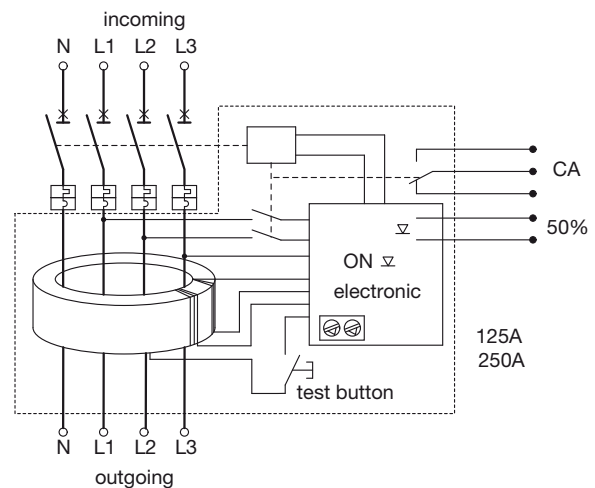 incoming
N L1 L2 L3
CA
50%
ON
electronic
125A
250A
test button
N L1 L2 L3
outgoing